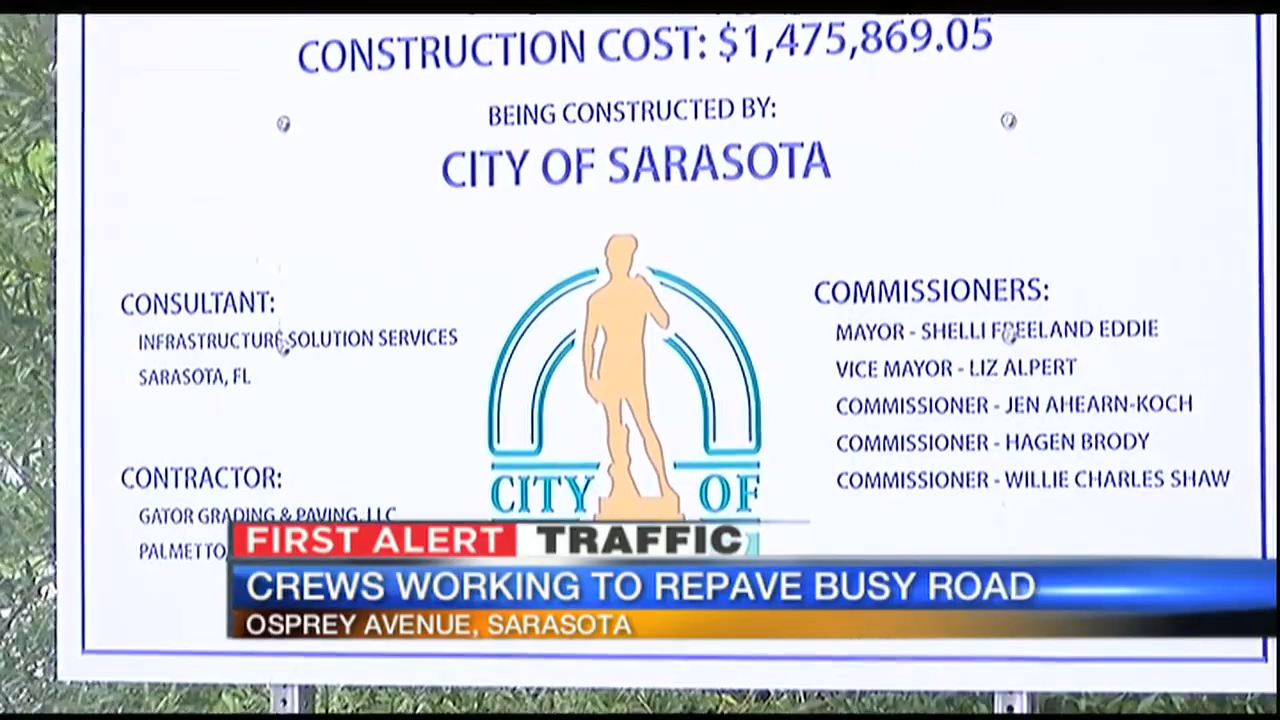 CONSTRUCTION COST: $1,475,869.05
BEING CONSTRUCTED BY:
CITY OF SARASOTA
CONSULTANT:
INFRASTRUCTURE SOLUTION SERVICES
SARASOTA, FL
CONTRACTOR:
GATOR GRADING & PAVING, LLC
PALMETTO,
CITY OF
COMMISSIONERS:
MAYOR - SHELLI FREELAND EDDIE
VICE MAYOR - LIZ ALPERT
COMMISSIONER - JEN AHEARN-KOCH
COMMISSIONER - HAGEN BRODY
COMMISSIONER - WILLIE CHARLES SHAW
FIRST ALERT TRAFFIC
CREWS WORKING TO REPAVE BUSY ROAD
OSPREY AVENUE, SARASOTA